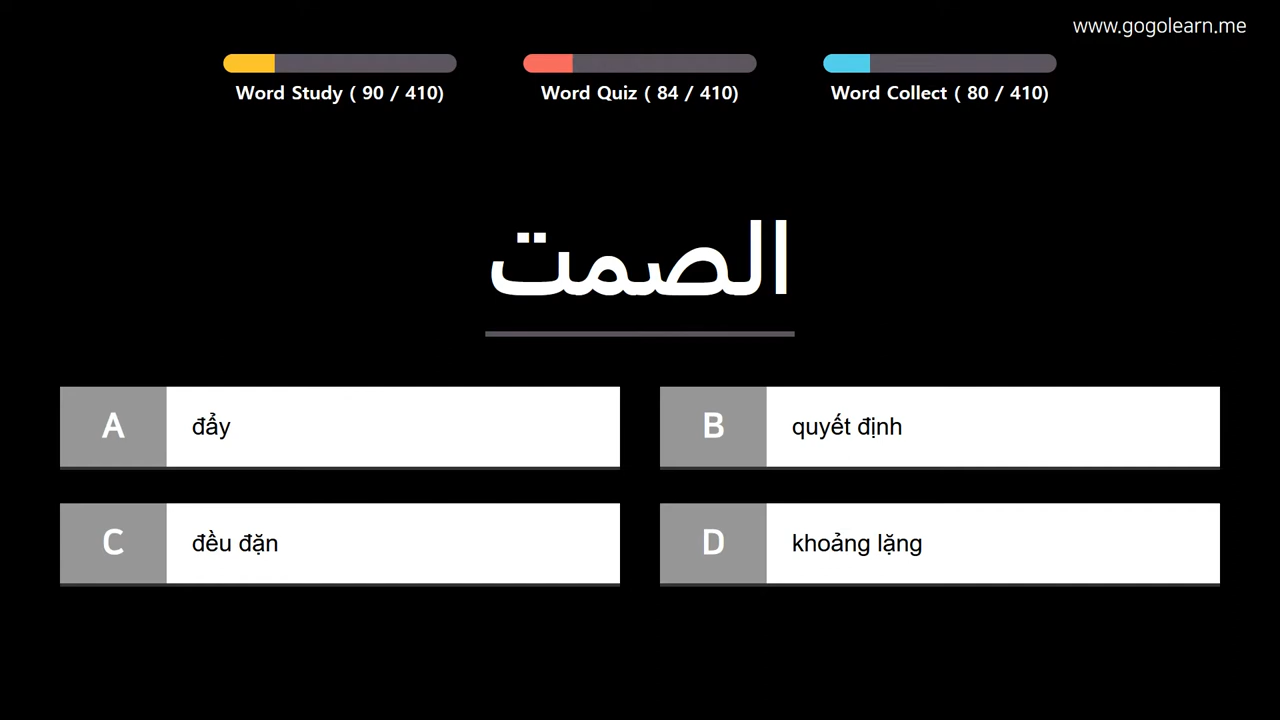 www.gogolearn.me
Word Study ( 90 / 410)
Word Quiz ( 84 / 410)
Word Collect ( 80 / 410)
الصمت
A đẩy
B quyết định
C đều đặn
D khoảng lặng